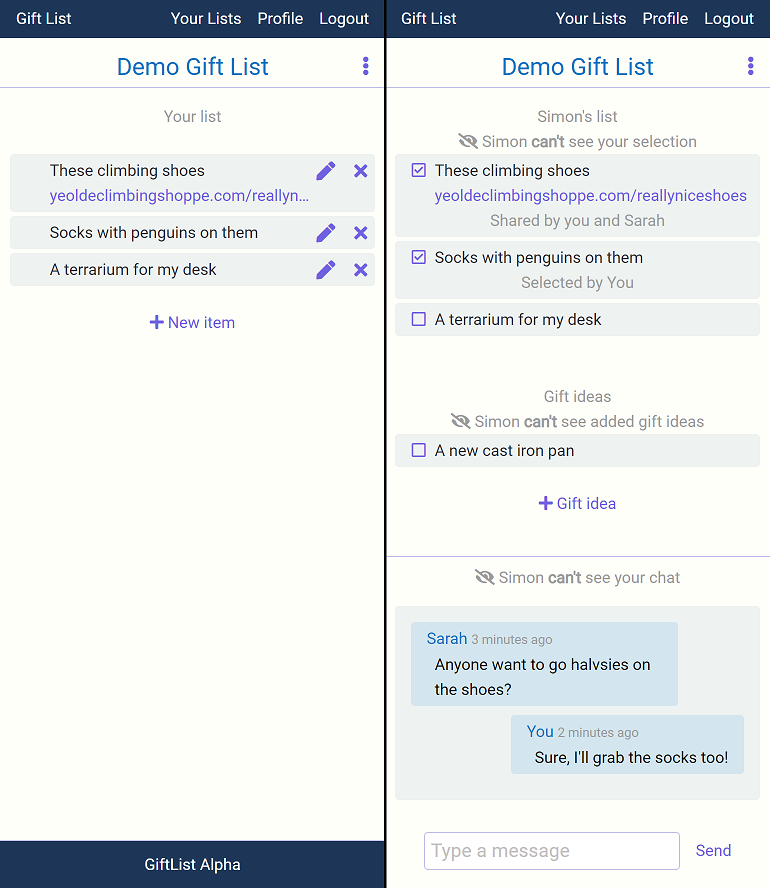 Gift List Your Lists Profile Logout
Demo Gift List
Your list
These climbing shoes
yeoldeclimbingshoppe.com/reallyn...
Socks with penguins on them
A terrarium for my desk
New item
GiftList Alpha
Gift List Your Lists Profile Logout
Demo Gift List
Simon's list
Simon can't see your selection
These climbing shoes
yeoldeclimbingshoppe.com/reallyniceshoes
Shared by you and Sarah
Socks with penguins on them
Selected by You
A terrarium for my desk
Gift ideas
Simon can't see added gift ideas
A new cast iron pan
Gift idea
Simon can't see your chat
Sarah 3 minutes ago
Anyone want to go halvsies on
the shoes?
You 2 minutes ago
Sure, I'll grab the socks too!
Type a message Send